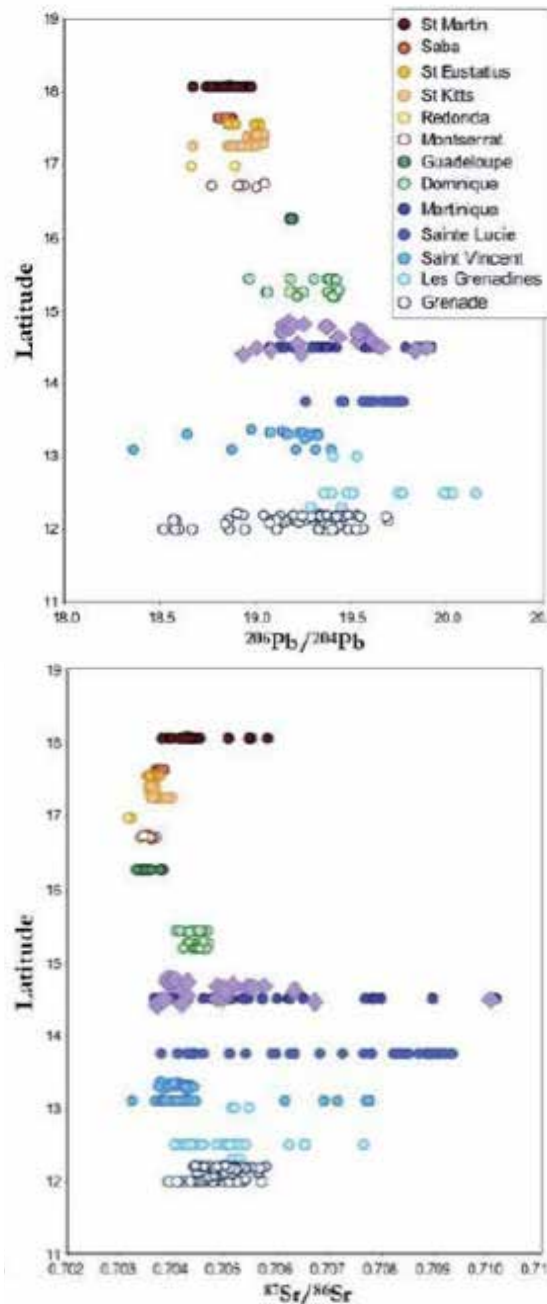 19
18
17
16
15
14
13
12
11
Latitude
St Martin
Saba
St Eustatius
St Kitts
Redonda
Montserrat
Guadeloupe
Dominique
Martinique
Sainte Lucie
Saint Vincent
Les Grenadines
Grenade
18.0 18.5 19.0 19.5 20.0 20.
²⁰⁶Pb/²⁰⁴Pb
19
18
17
16
15
14
13
12
11
Latitude
0.702 0.703 0.704 0.705 0.706 0.707 0.708 0.709 0.710 0.711
⁸⁷Sr/⁸⁶Sr